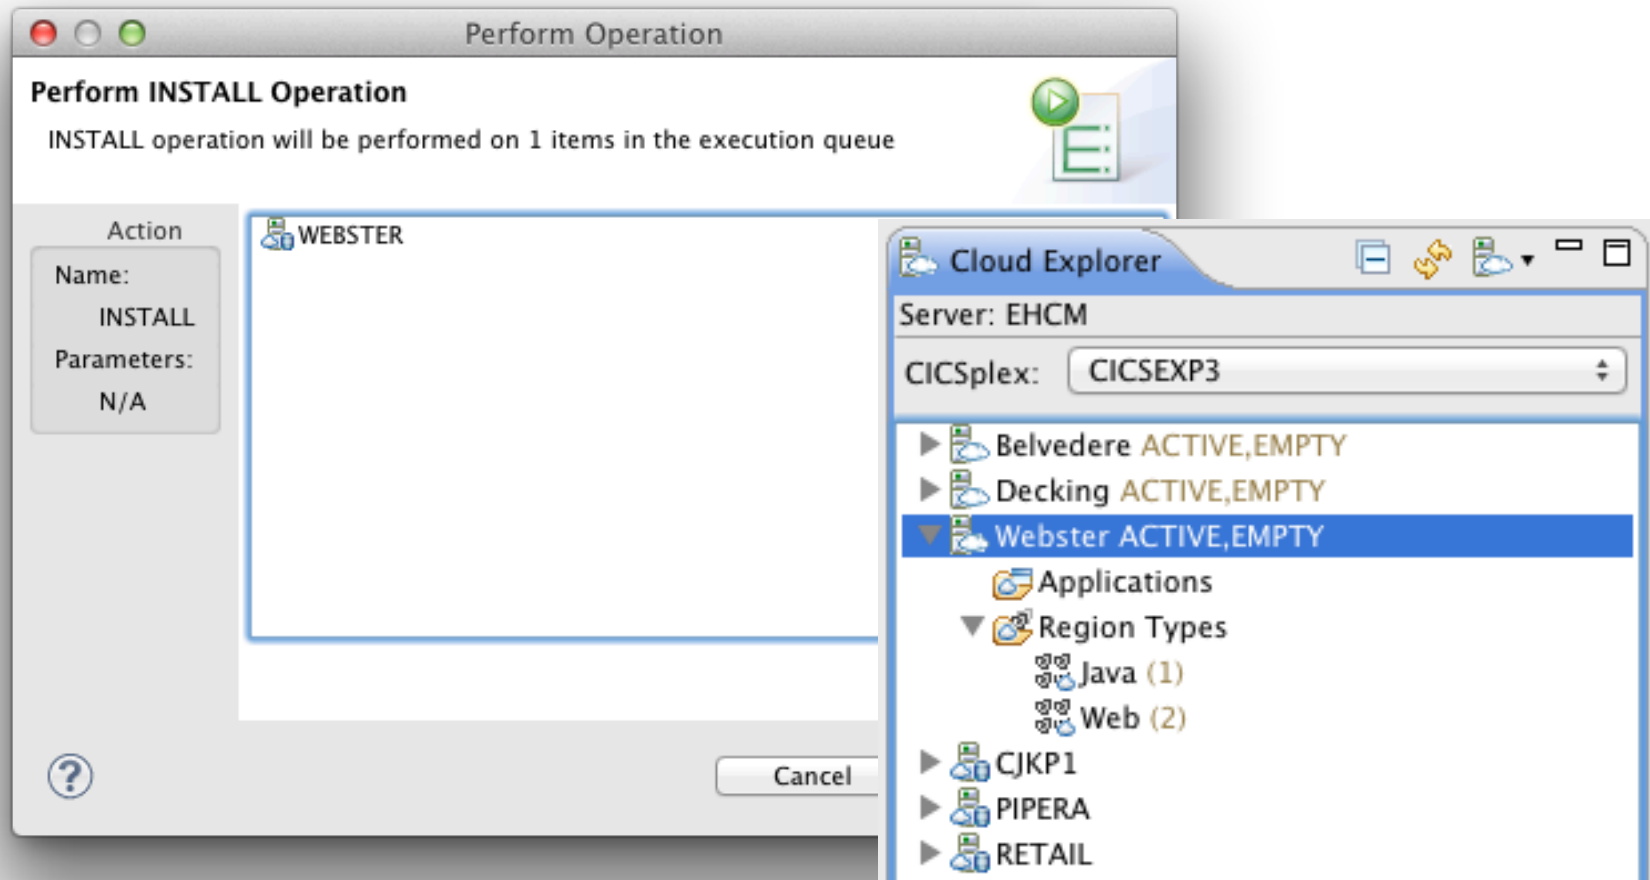 Perform Operation
Perform INSTALL Operation
INSTALL operation will be performed on 1 items in the execution queue
Action
Name:
INSTALL
Parameters:
N/A
WEBSTER
?
Cancel
Cloud Explorer
Server: EHCM
CICSplex: CICSEXP3
Belvedere ACTIVE,EMPTY
Decking ACTIVE,EMPTY
Webster ACTIVE,EMPTY
Applications
Region Types
Java (1)
Web (2)
CJKP1
PIPERA
RETAIL